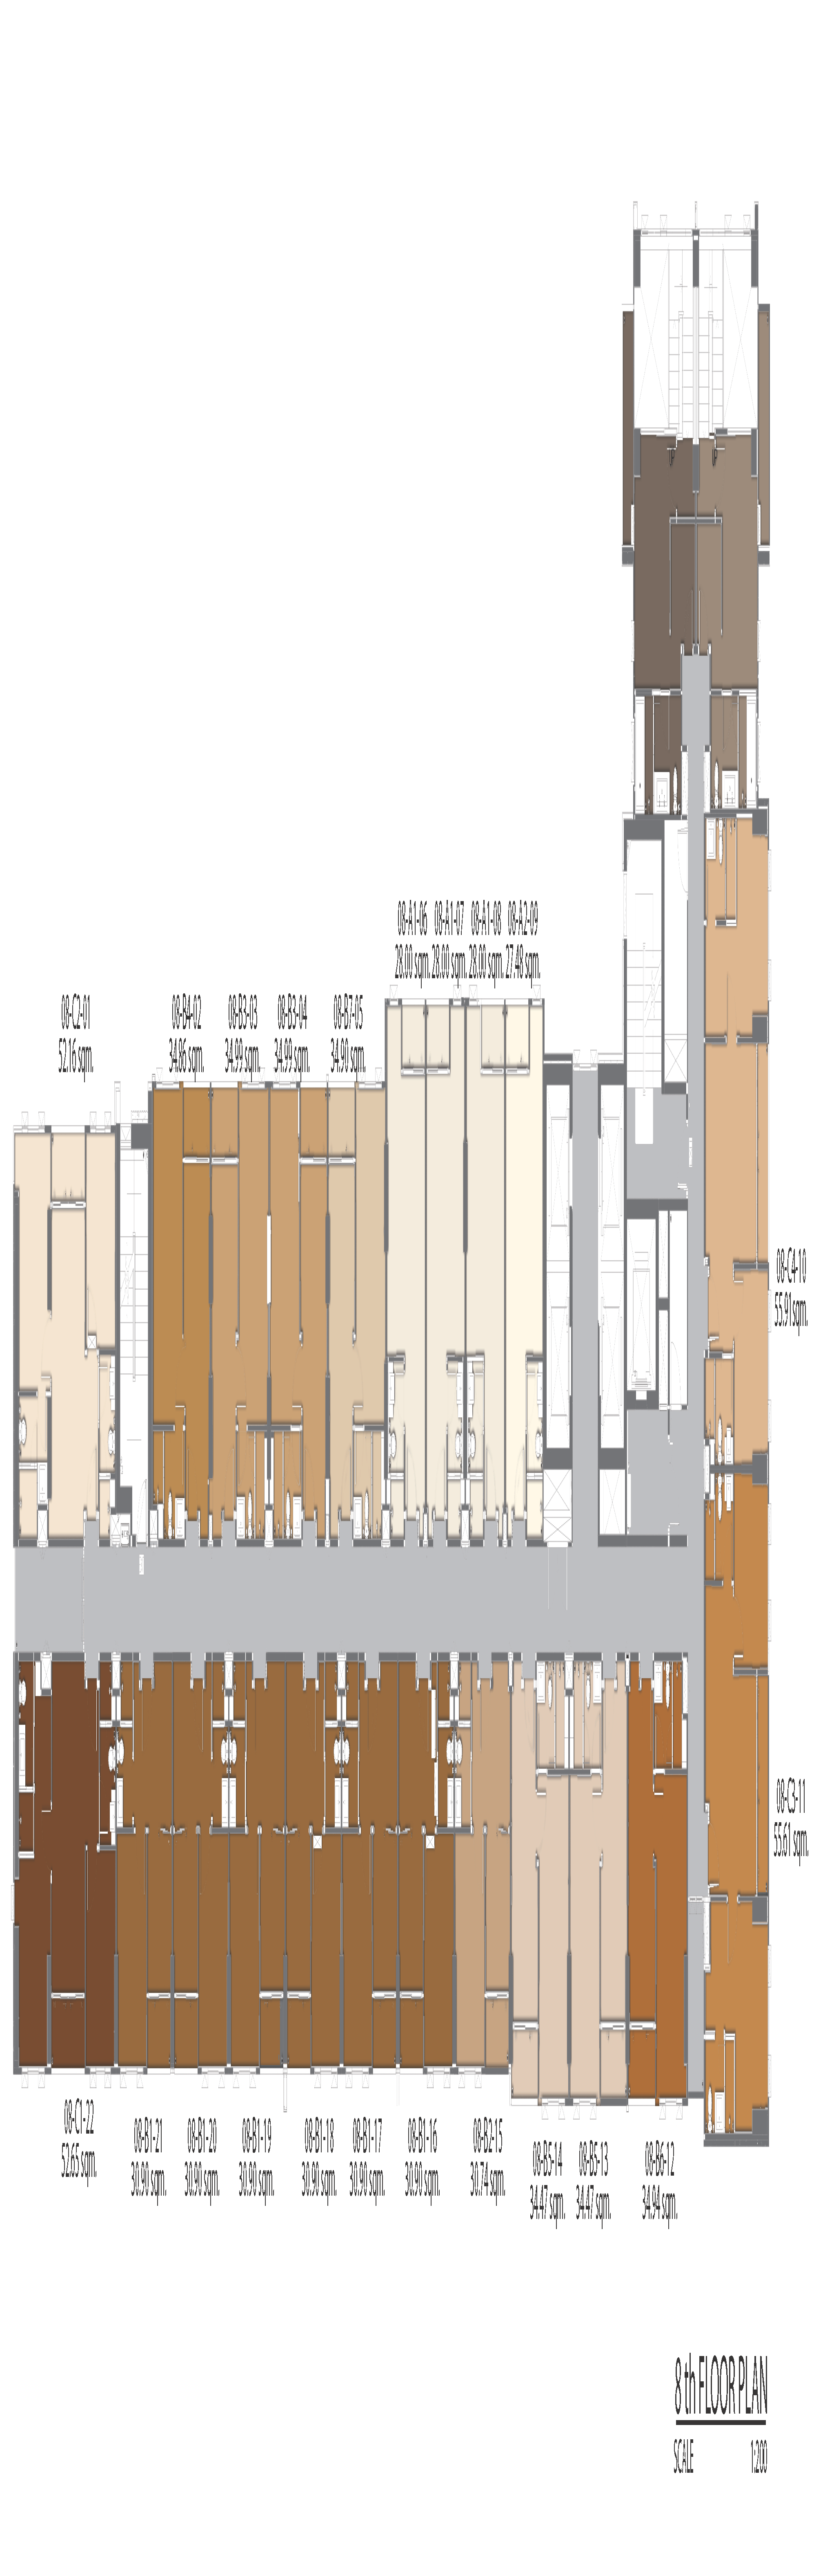 08-A1-06
28.00 sqm.
08-A1-07
28.00 sqm.
08-A1-08
28.00 sqm.
08-A2-09
27.48 sqm.
08-C2-01
52.16 sqm.
08-B4-02
34.86 sqm.
08-B3-03
34.99 sqm.
08-B3-04
34.99 sqm.
08-B7-05
34.90 sqm.
08-C4-10
55.91 sqm.
08-C3-11
55.61 sqm.
08-C1-22
52.65 sqm.
08-B1-21
30.90 sqm.
08-B1-20
30.90 sqm.
08-B1-19
30.90 sqm.
08-B1-18
30.90 sqm.
08-B1-17
30.90 sqm.
08-B1-16
30.90 sqm.
08-B2-15
30.74 sqm.
08-B5-14
34.47 sqm.
08-B5-13
34.47 sqm.
08-B6-12
34.94 sqm.
8 th FLOOR PLAN
SCALE 1:200